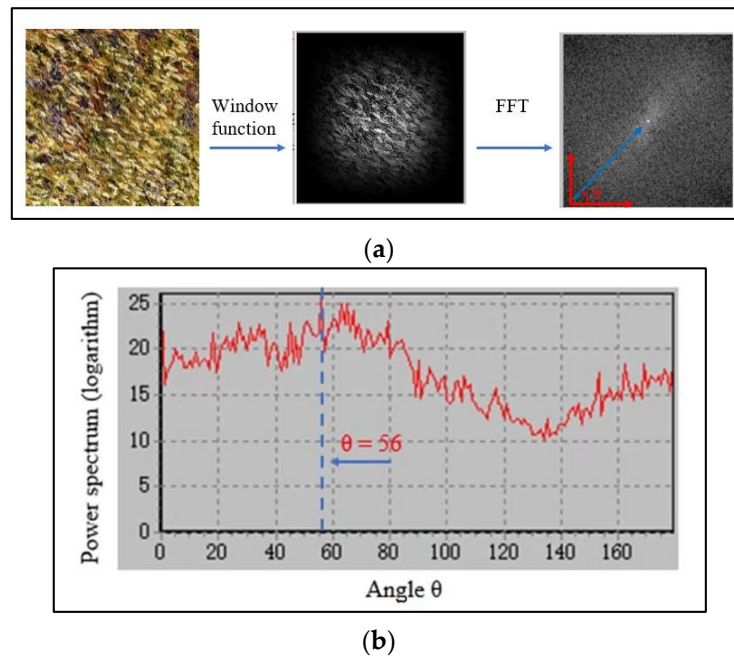 Window
function
FFT
θ
(a)
Power spectrum (logarithm)
25
20
15
10
5
0
θ = 56
0 20 40 60 80 100 120 140 160
Angle θ
(b)